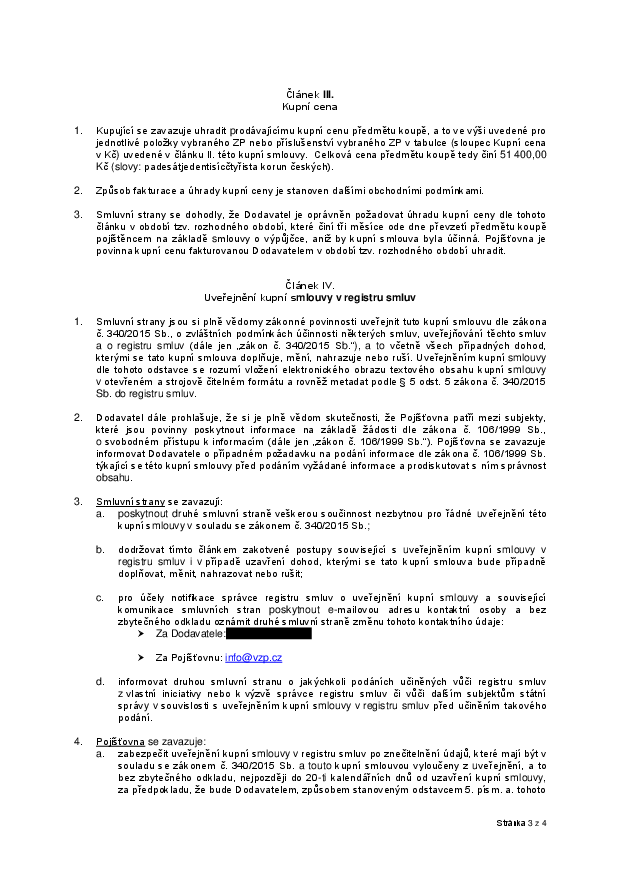 Článek III.
Kupní cena
1. Kupující se zavazuje uhradit prodávajícímu kupní cenu předmětu koupě, a to ve výši uvedené pro
jednotlivé položky vybraného ZP nebo příslušenství vybraného ZP v tabulce (sloupec Kupní cena
v Kč) uvedené v článku II. této kupní smlouvy. Celková cena předmětu koupě tedy činí 51 400,00
Kč (slovy: padesátjedentisícčtyřista korun českých).
2. Způsob fakturace a úhrady kupní ceny je stanoven dalšími obchodními podmínkami.
3. Smluvní strany se dohodly, že Dodavatel je oprávněn požadovat úhradu kupní ceny dle tohoto
článku v období tzv. rozhodného období, které činí tři měsíce ode dne převzetí předmětu koupě
pojištěncem na základě smlouvy o výpůjčce, aniž by kupní smlouva byla účinná. Pojišťovna je
povinna kupní cenu fakturovanou Dodavatelem v období tzv. rozhodného období uhradit.
Článek IV.
Uveřejnění kupní smlouvy v registru smluv
1. Smluvní strany jsou si plně vědomy zákonné povinnosti uveřejnit tuto kupní smlouvu dle zákona
č. 340/2015 Sb., o zvláštních podmínkách účinnosti některých smluv, uveřejňování těchto smluv
a o registru smluv (dále jen „zákon č. 340/2015 Sb.“), a to včetně všech případných dohod,
kterými se tato kupní smlouva doplňuje, mění, nahrazuje nebo ruší. Uveřejněním kupní smlouvy
dle tohoto odstavce se rozumí vložení elektronického obrazu textového obsahu kupní smlouvy
v otevřeném a strojově čitelném formátu a rovněž metadat podle § 5 odst. 5 zákona č. 340/2015
Sb. do registru smluv.
2. Dodavatel dále prohlašuje, že si je plně vědom skutečnosti, že Pojišťovna patří mezi subjekty,
které jsou povinny poskytnout informace na základě žádosti dle zákona č. 106/1999 Sb.,
o svobodném přístupu k informacím (dále jen „zákon č. 106/1999 Sb.“). Pojišťovna se zavazuje
informovat Dodavatele o případném požadavku na podání informace dle zákona č. 106/1999 Sb.
týkající se této kupní smlouvy před podáním vyžádané informace a prodiskutovat s ním správnost
obsahu.
3. Smluvní strany se zavazují:
a. poskytnout druhé smluvní straně veškerou součinnost nezbytnou pro řádné uveřejnění této
kupní smlouvy v souladu se zákonem č. 340/2015 Sb.;
b. dodržovat tímto článkem zakotvené postupy související s uveřejněním kupní smlouvy v
registru smluv i v případě uzavření dohod, kterými se tato kupní smlouva bude případně
doplňovat, měnit, nahrazovat nebo rušit;
c. pro účely notifikace správce registru smluv o uveřejnění kupní smlouvy a související
komunikace smluvních stran poskytnout e-mailovou adresu kontaktní osoby a bez
zbytečného odkladu oznámit druhé smluvní straně změnu tohoto kontaktního údaje:
➢ Za Dodavatele:
➢ Za Pojišťovnu: info@vzp.cz
d. informovat druhou smluvní stranu o jakýchkoli podáních učiněných vůči registru smluv
z vlastní iniciativy nebo k výzvě správce registru smluv či vůči dalším subjektům státní
správy v souvislosti s uveřejněním kupní smlouvy v registru smluv před učiněním takového
podání.
4. Pojišťovna se zavazuje:
a. zabezpečit uveřejnění kupní smlouvy v registru smluv po znečitelnění údajů, které mají být v
souladu se zákonem č. 340/2015 Sb. a touto kupní smlouvou vyloučeny z uveřejnění, a to
bez zbytečného odkladu, nejpozději do 20-ti kalendářních dnů od uzavření kupní smlouvy,
za předpokladu, že bude Dodavatelem, způsobem stanoveným odstavcem 5. písm. a. tohoto
Stránka 3 z 4